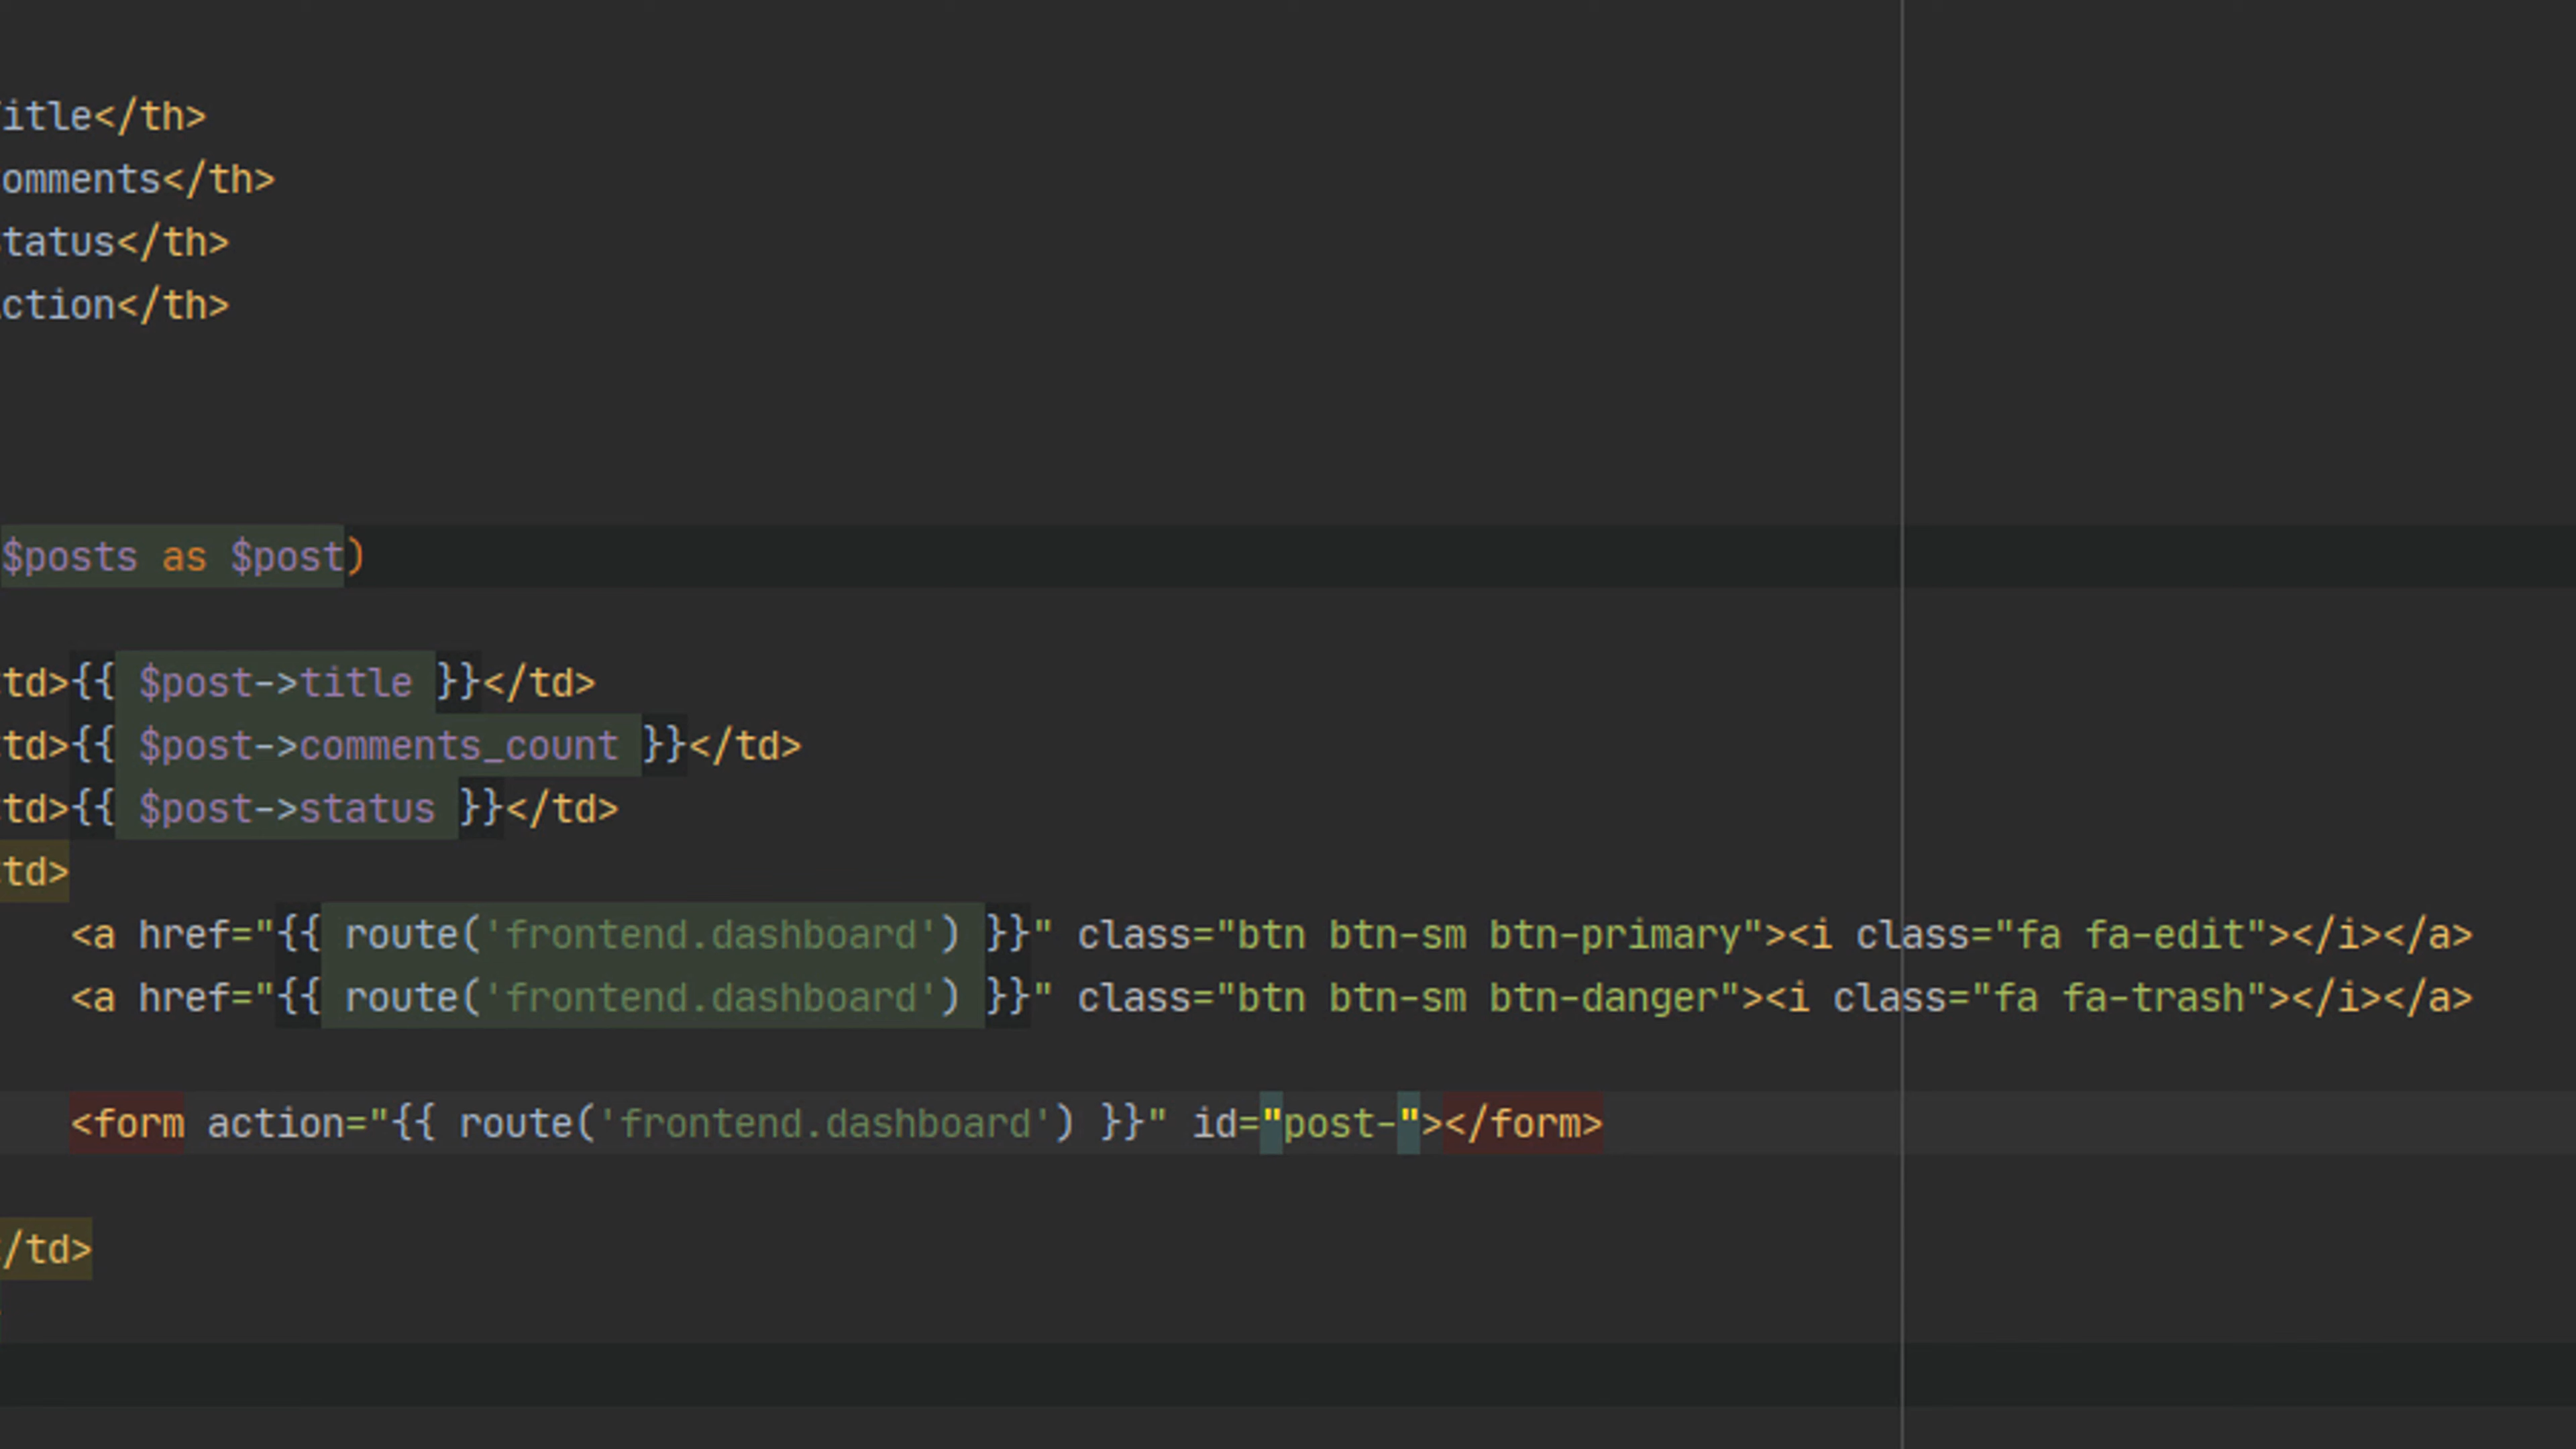 itle</th>
omments</th>
tatus</th>
ction</th>
$posts as $post)
td>{{ $post->title }}</td>
td>{{ $post->comments_count }}</td>
td>{{ $post->status }}</td>
td>
<a href="{{ route('frontend.dashboard') }}" class="btn btn-sm btn-primary"><i class="fa fa-edit"></i></a>
<a href="{{ route('frontend.dashboard') }}" class="btn btn-sm btn-danger"><i class="fa fa-trash"></i></a>
<form action="{{ route('frontend.dashboard') }}" id="post-"></form>
/td>